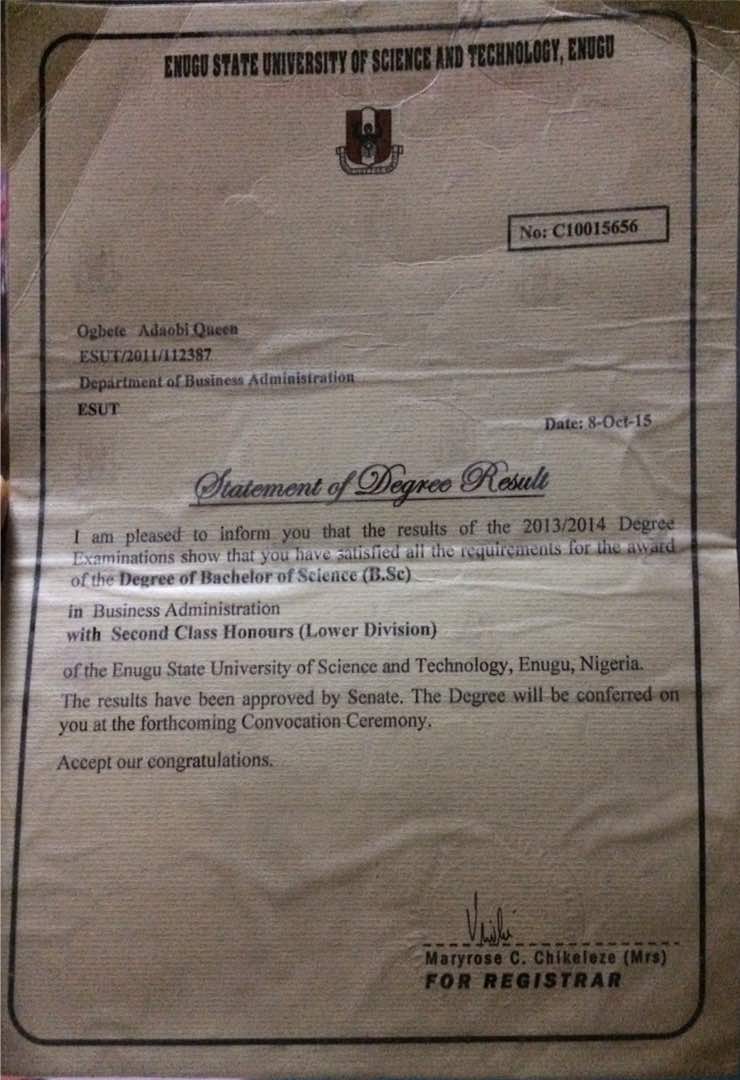 ENUGU STATE UNIVERSITY OF SCIENCE AND TECHNOLOGY, ENUGU
No: C10015656
Ogbete Adaobi Queen
ESUT/2011/112387
Department of Business Administration
ESUT
Date: 8-Oct-15
Statement of Degree Result
I am pleased to inform you that the results of the 2013/2014 Degree
Examinations show that you have satisfied all the requirements for the award
of the Degree of Bachelor of Science (B.Sc)
in Business Administration
with Second Class Honours (Lower Division)
of the Enugu State University of Science and Technology, Enugu, Nigeria.
The results have been approved by Senate. The Degree will be conferred on
you at the forthcoming Convocation Ceremony.
Accept our congratulations.
Maryrose C. Chikeleze (Mrs)
FOR REGISTRAR